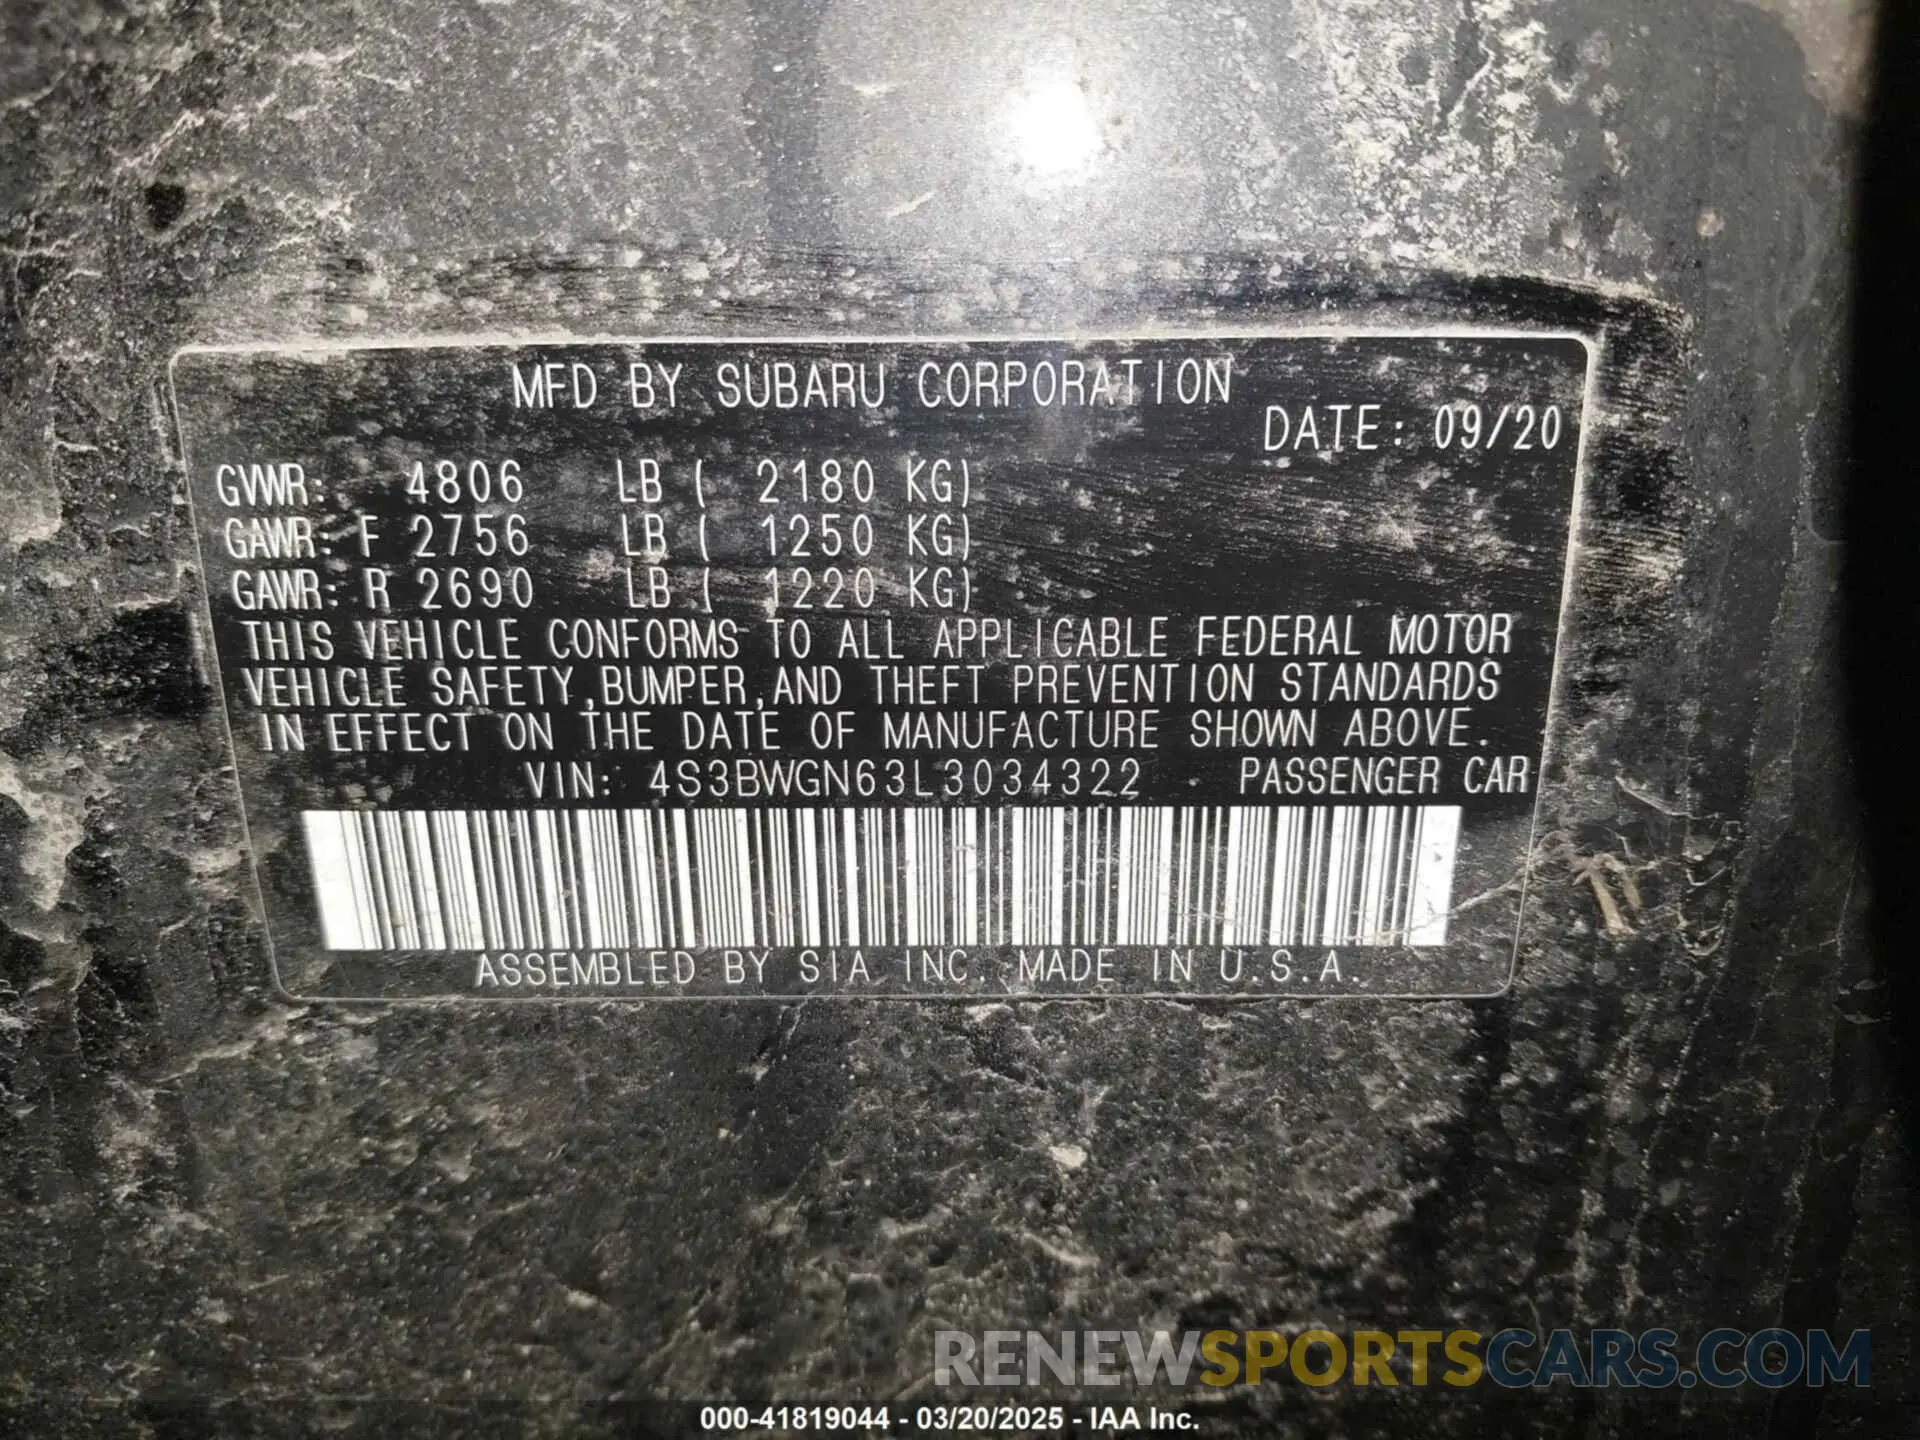 MFD BY SUBARU CORPORATION
DATE: 09/20
GVWR: 4806 LB ( 2180 KG)
GAWR: F 2756 LB ( 1250 KG)
GAWR: R 2690 LB ( 1220 KG)
THIS VEHICLE CONFORMS TO ALL APPLICABLE FEDERAL MOTOR
VEHICLE SAFETY,BUMPER,AND THEFT PREVENTION STANDARDS
IN EFFECT ON THE DATE OF MANUFACTURE SHOWN ABOVE.
VIN: 4S3BWGN63L3034322 PASSENGER CAR
ASSEMBLED BY SIA INC. MADE IN U.S.A.
RENEWSPORTSCARS.COM
000-41819044 - 03/20/2025 - IAA Inc.